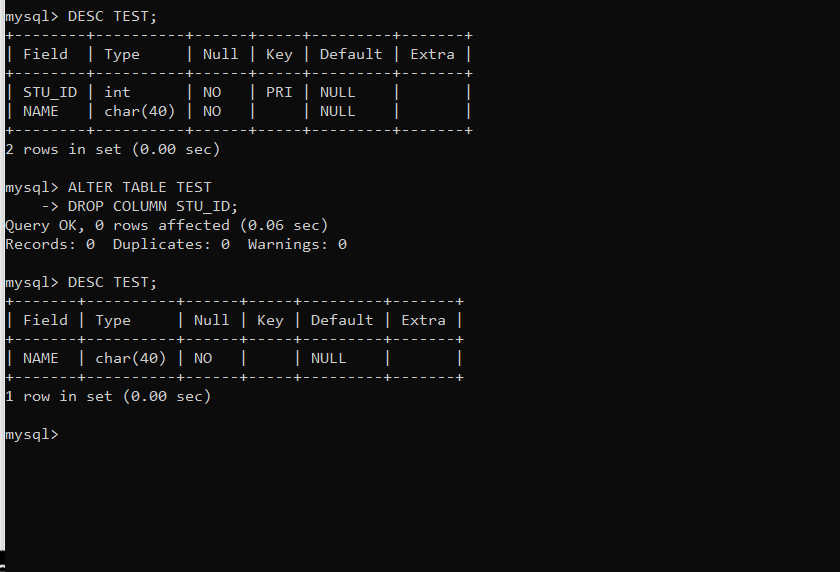 mysql> DESC TEST;
+--------+----------+------+-----+---------+-------+
| Field  | Type     | Null | Key | Default | Extra |
+--------+----------+------+-----+---------+-------+
| STU_ID | int      | NO   | PRI | NULL    |       |
| NAME   | char(40) | NO   |     | NULL    |       |
+--------+----------+------+-----+---------+-------+
2 rows in set (0.00 sec)
mysql> ALTER TABLE TEST
    -> DROP COLUMN STU_ID;
Query OK, 0 rows affected (0.06 sec)
Records: 0  Duplicates: 0  Warnings: 0
mysql> DESC TEST;
+-------+----------+------+-----+---------+-------+
| Field | Type     | Null | Key | Default | Extra |
+-------+----------+------+-----+---------+-------+
| NAME  | char(40) | NO   |     | NULL    |       |
+-------+----------+------+-----+---------+-------+
1 row in set (0.00 sec)
mysql>